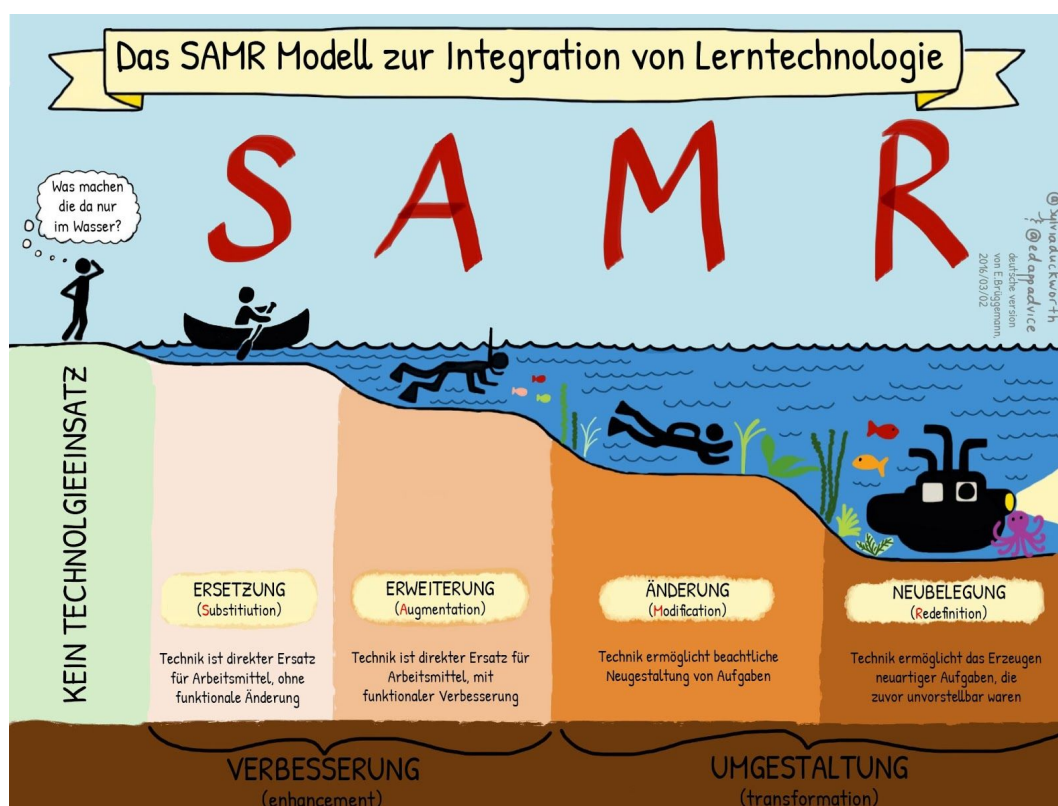 Das SAMR Modell zur Integration von Lerntechnologie
S A M R
Was machen
die da nur
im Wasser?
@sylviaduckworth
& @edappadvice
deutsche version
von E.Brüggemann,
2016/03/02
KEIN TECHNOLGIEEINSATZ
ERSETZUNG
(Substitiution)
Technik ist direkter Ersatz
für Arbeitsmittel, ohne
funktionale Änderung
ERWEITERUNG
(Augmentation)
Technik ist direkter Ersatz für
Arbeitsmittel, mit
funktionaler Verbesserung
ÄNDERUNG
(Modification)
Technik ermöglicht beachtliche
Neugestaltung von Aufgaben
NEUBELEGUNG
(Redefinition)
Technik ermöglicht das Erzeugen
neuartiger Aufgaben, die
zuvor unvorstellbar waren
VERBESSERUNG
(enhancement)
UMGESTALTUNG
(transformation)